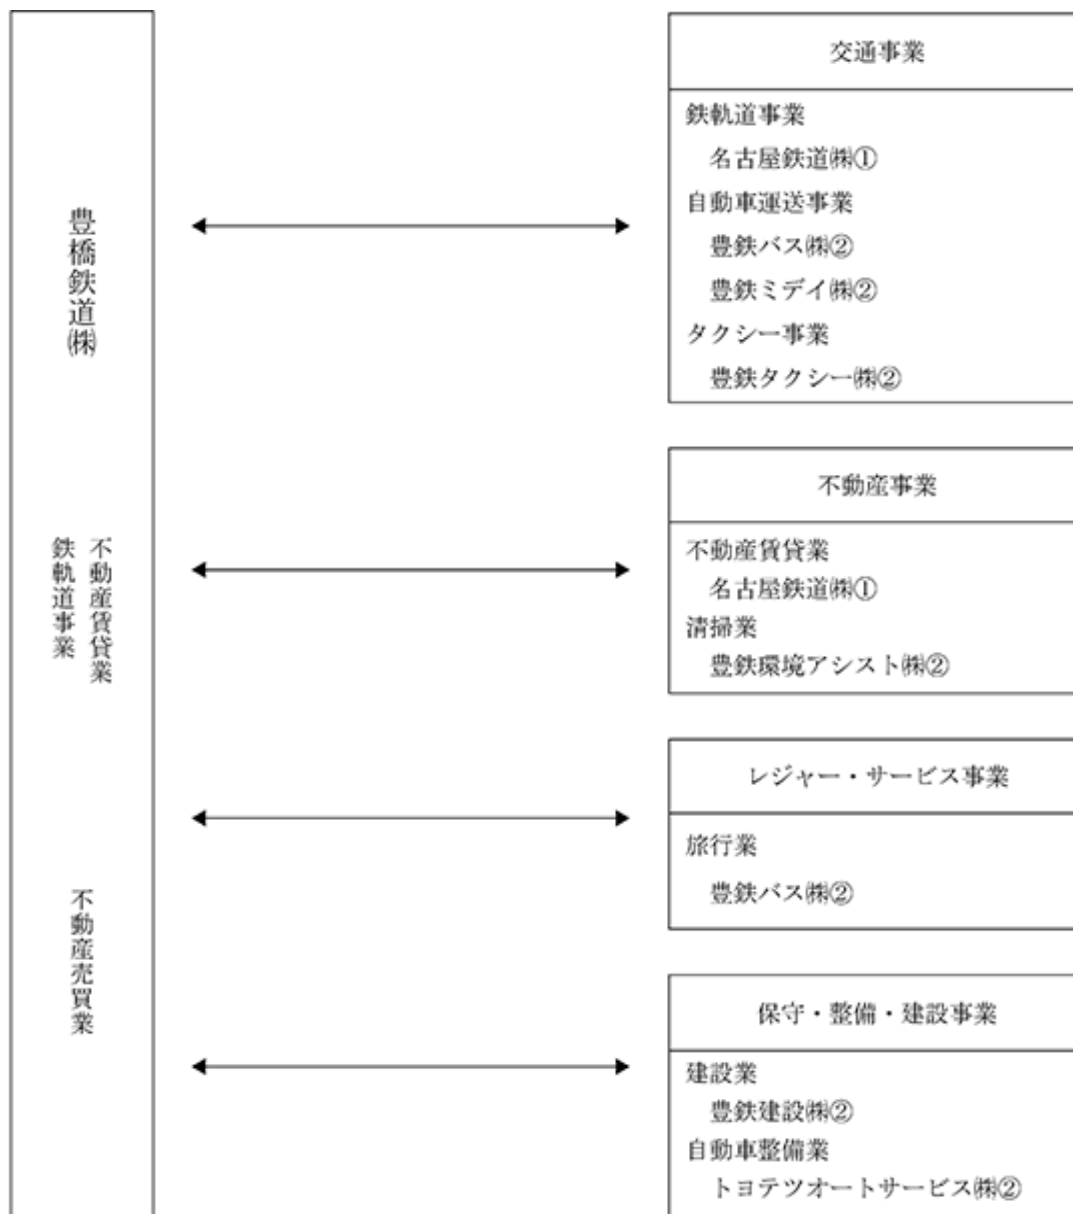 豊橋鉄道㈱
鉄軌道事業
不動産賃貸業
不動産売買業
交通事業
鉄軌道事業
名古屋鉄道㈱①
自動車運送事業
豊鉄バス㈱②
豊鉄ミデイ㈱②
タクシー事業
豊鉄タクシー㈱②
不動産事業
不動産賃貸業
名古屋鉄道㈱①
清掃業
豊鉄環境アシスト㈱②
レジャー・サービス事業
旅行業
豊鉄バス㈱②
保守・整備・建設事業
建設業
豊鉄建設㈱②
自動車整備業
トヨテツオートサービス㈱②